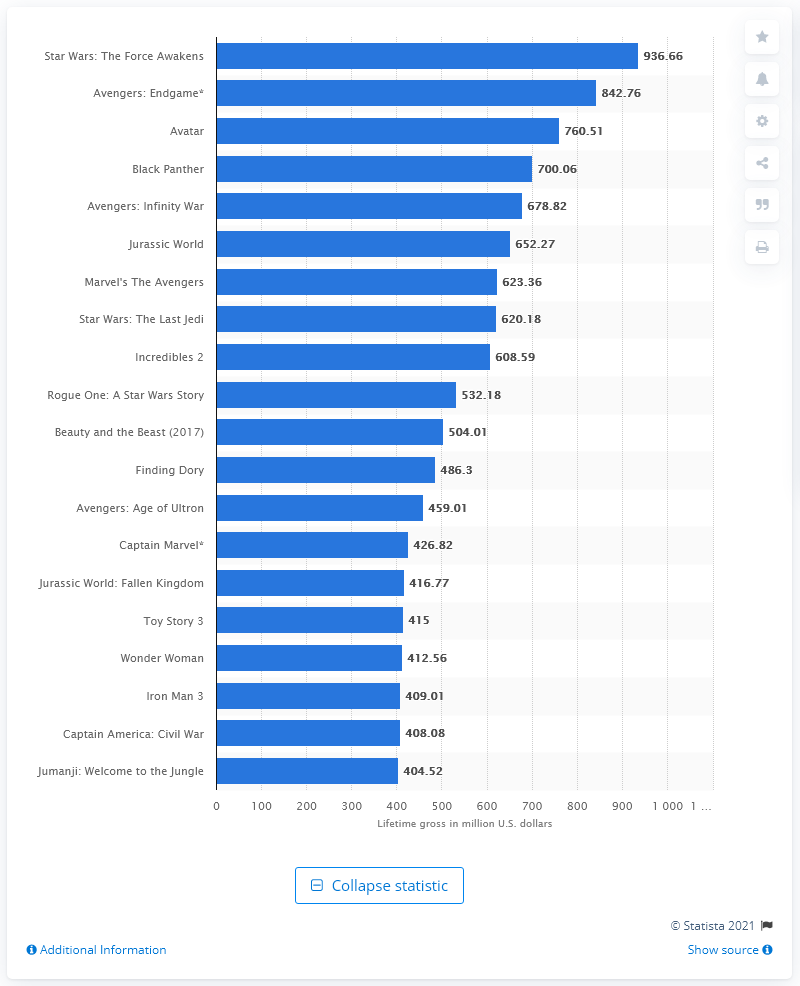 Star Wars: The Force Awakens 936.66
Avengers: Endgame* 842.76
Avatar 760.51
Black Panther 700.06
Avengers: Infinity War 678.82
Jurassic World 652.27
Marvel's The Avengers 623.36
Star Wars: The Last Jedi 620.18
Incredibles 2 608.59
Rogue One: A Star Wars Story 532.18
Beauty and the Beast (2017) 504.01
Finding Dory 486.3
Avengers: Age of Ultron 459.01
Captain Marvel* 426.82
Jurassic World: Fallen Kingdom 416.77
Toy Story 3 415
Wonder Woman 412.56
Iron Man 3 409.01
Captain America: Civil War 408.08
Jumanji: Welcome to the Jungle 404.52
0 100 200 300 400 500 600 700 800 900 1 000 1 ...
Lifetime gross in million U.S. dollars
Collapse statistic
© Statista 2021
Additional Information Show source